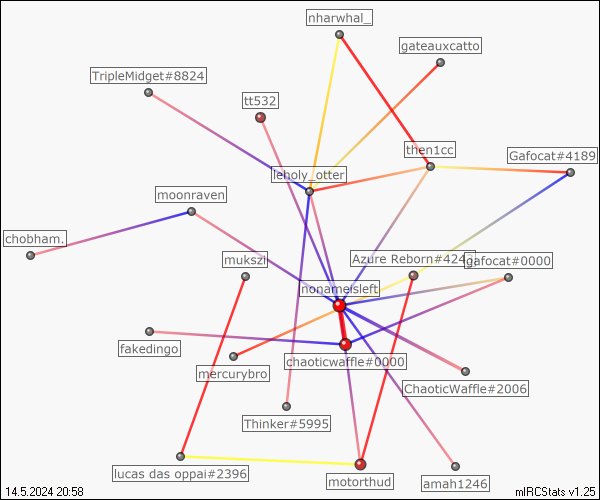 nharwhal_
gateauxcatto
TripleMidget#8824
tt532
then1cc
Gafocat#4189
leholy_otter
moonraven
chobham.
mukszi
Azure Reborn#424
gafocat#0000
nonameisleft
fakedingo
chaoticwaffle#0000
mercurybro
ChaoticWaffle#2006
Thinker#5995
lucas das oppai#2396
motorthud
amah1246
14.5.2024 20:58
mIRCStats v1.25